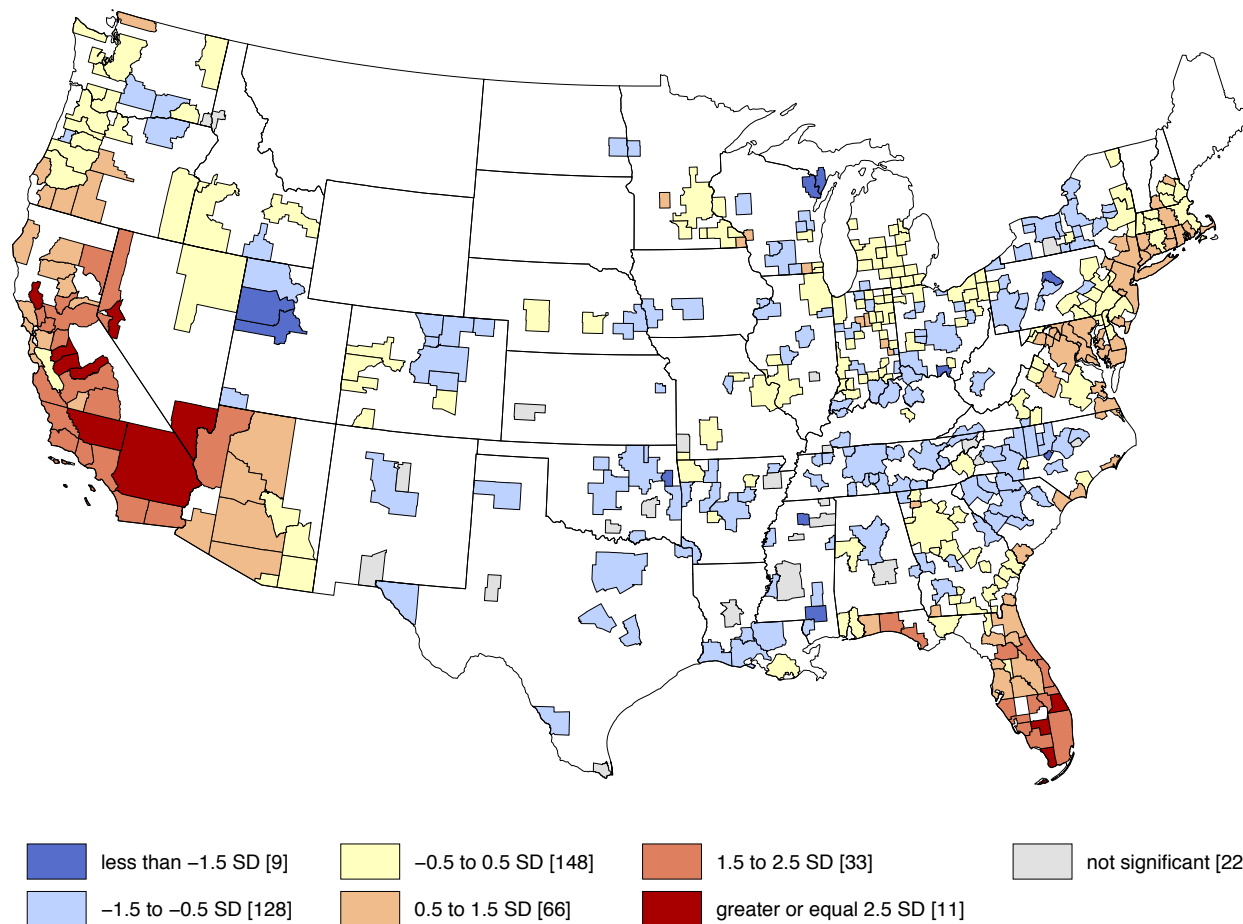 less than −1.5 SD [9] −0.5 to 0.5 SD [148] 1.5 to 2.5 SD [33] not significant [22
−1.5 to −0.5 SD [128] 0.5 to 1.5 SD [66] greater or equal 2.5 SD [11]